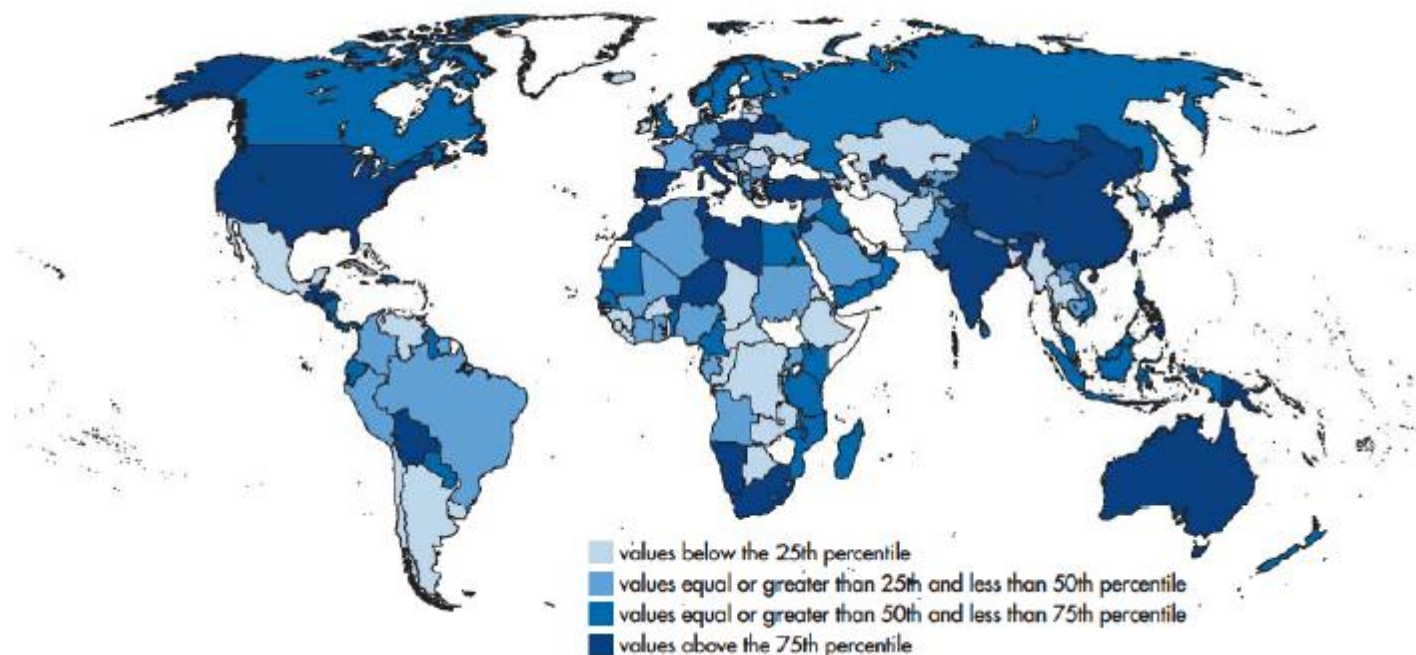 values below the 25th percentile
values equal or greater than 25th and less than 50th percentile
values equal or greater than 50th and less than 75th percentile
values above the 75th percentile